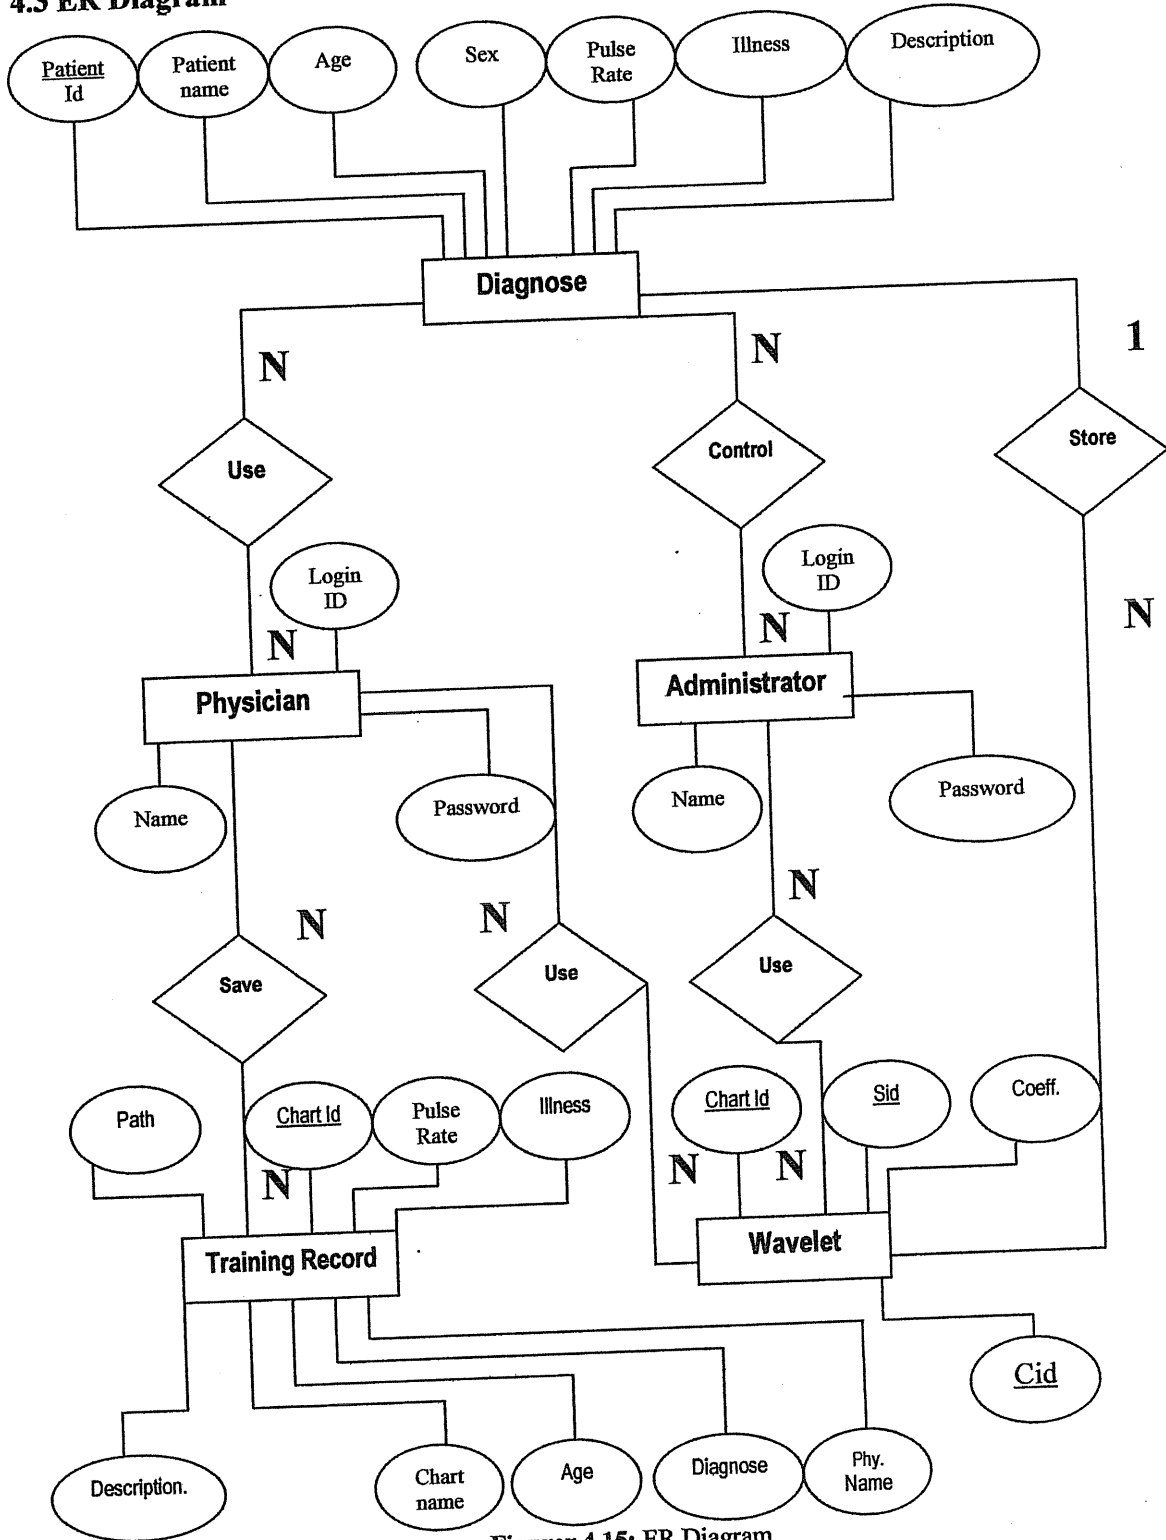 4.3 ER Diagram
Patient
Id
Patient
name
Age
Sex
Pulse
Rate
Illness
Description
Diagnose
N
N
1
Use
Control
Store
Login
ID
Login
ID
N
N
N
Physician
Administrator
Name
Password
Name
Password
N
N
N
Save
Use
Use
Path
Chart Id
Pulse
Rate
Illness
Chart Id
Sid
Coeff.
N
N
N
Training Record
Wavelet
Cid
Description.
Chart
name
Age
Diagnose
Phy.
Name
Figuer 4.15: ER Diagram